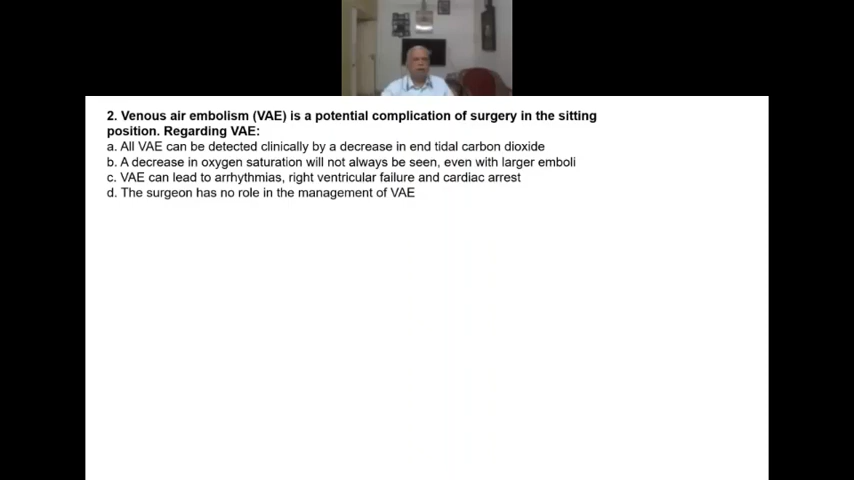 2. Venous air embolism (VAE) is a potential complication of surgery in the sitting
position. Regarding VAE:
a. All VAE can be detected clinically by a decrease in end tidal carbon dioxide
b. A decrease in oxygen saturation will not always be seen, even with larger emboli
c. VAE can lead to arrhythmias, right ventricular failure and cardiac arrest
d. The surgeon has no role in the management of VAE